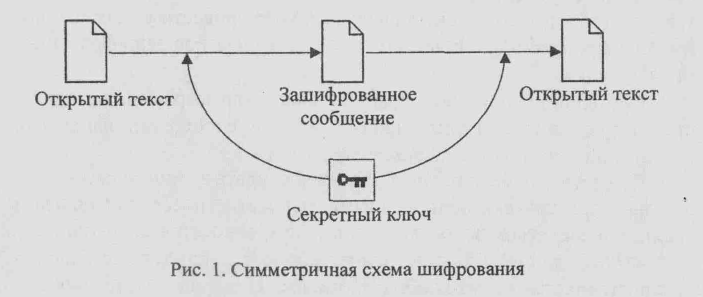 Открытый текст
Зашифрованное
сообщение
Открытый текст
Секретный ключ
Рис. 1. Симметричная схема шифрования